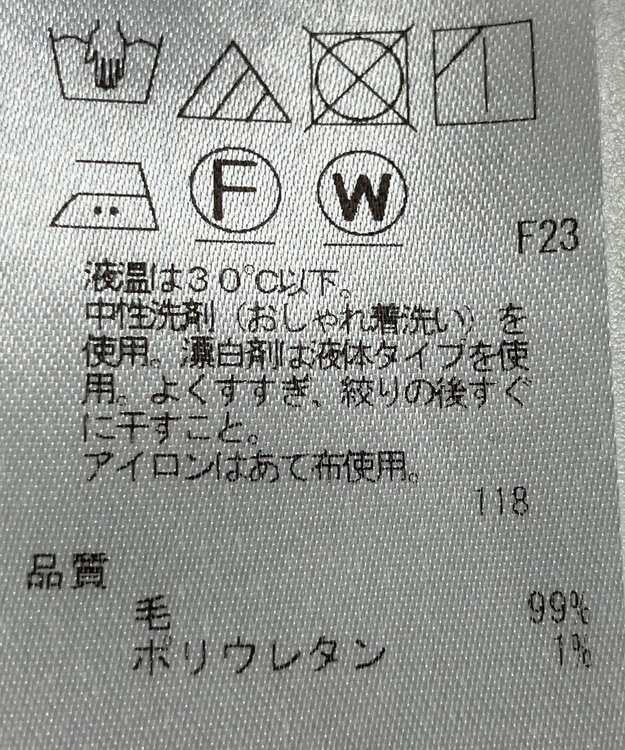 F W
F23
液温は30℃以下。
中性洗剤（おしゃれ着洗い）を
使用。漂白剤は液体タイプを使
用。よくすすぎ、絞りの後すぐ
に干すこと。
アイロンはあて布使用。
118
品質
毛 99%
ポリウレタン 1%